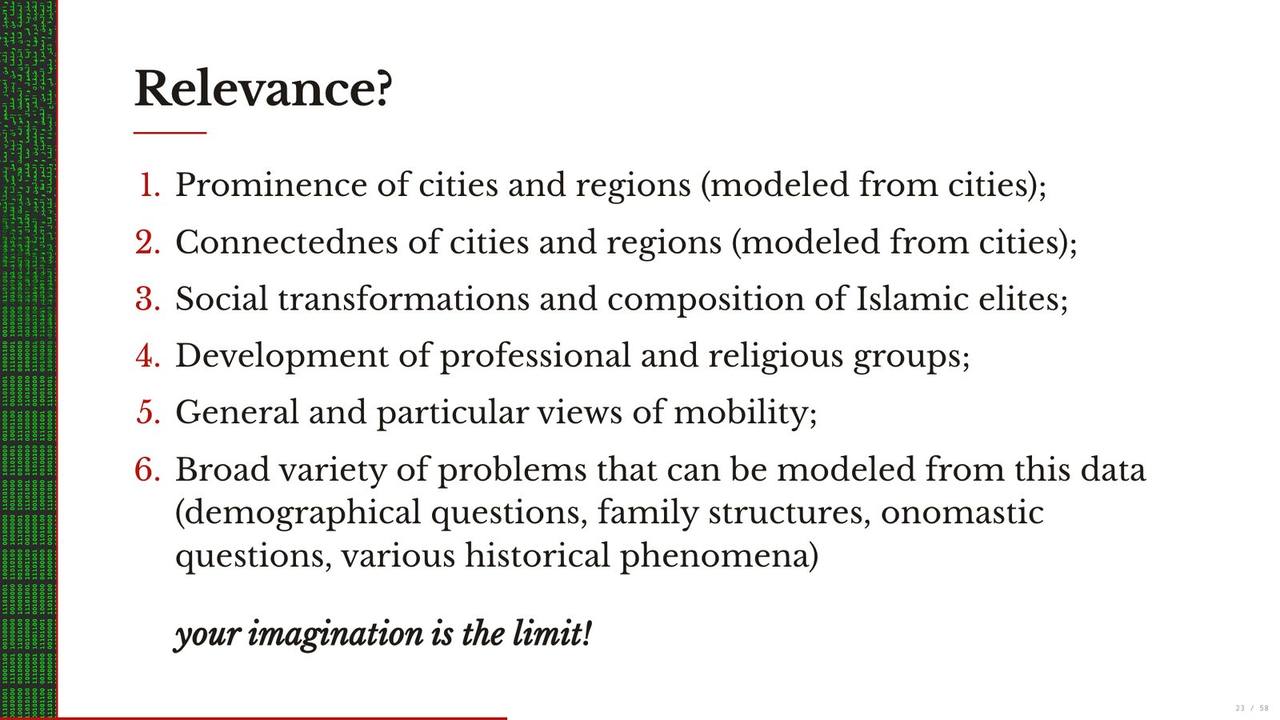 Relevance?
1. Prominence of cities and regions (modeled from cities);
2. Connectednes of cities and regions (modeled from cities);
3. Social transformations and composition of Islamic elites;
4. Development of professional and religious groups;
5. General and particular views of mobility;
6. Broad variety of problems that can be modeled from this data
(demographical questions, family structures, onomastic
questions, various historical phenomena)
your imagination is the limit!
23 / 58